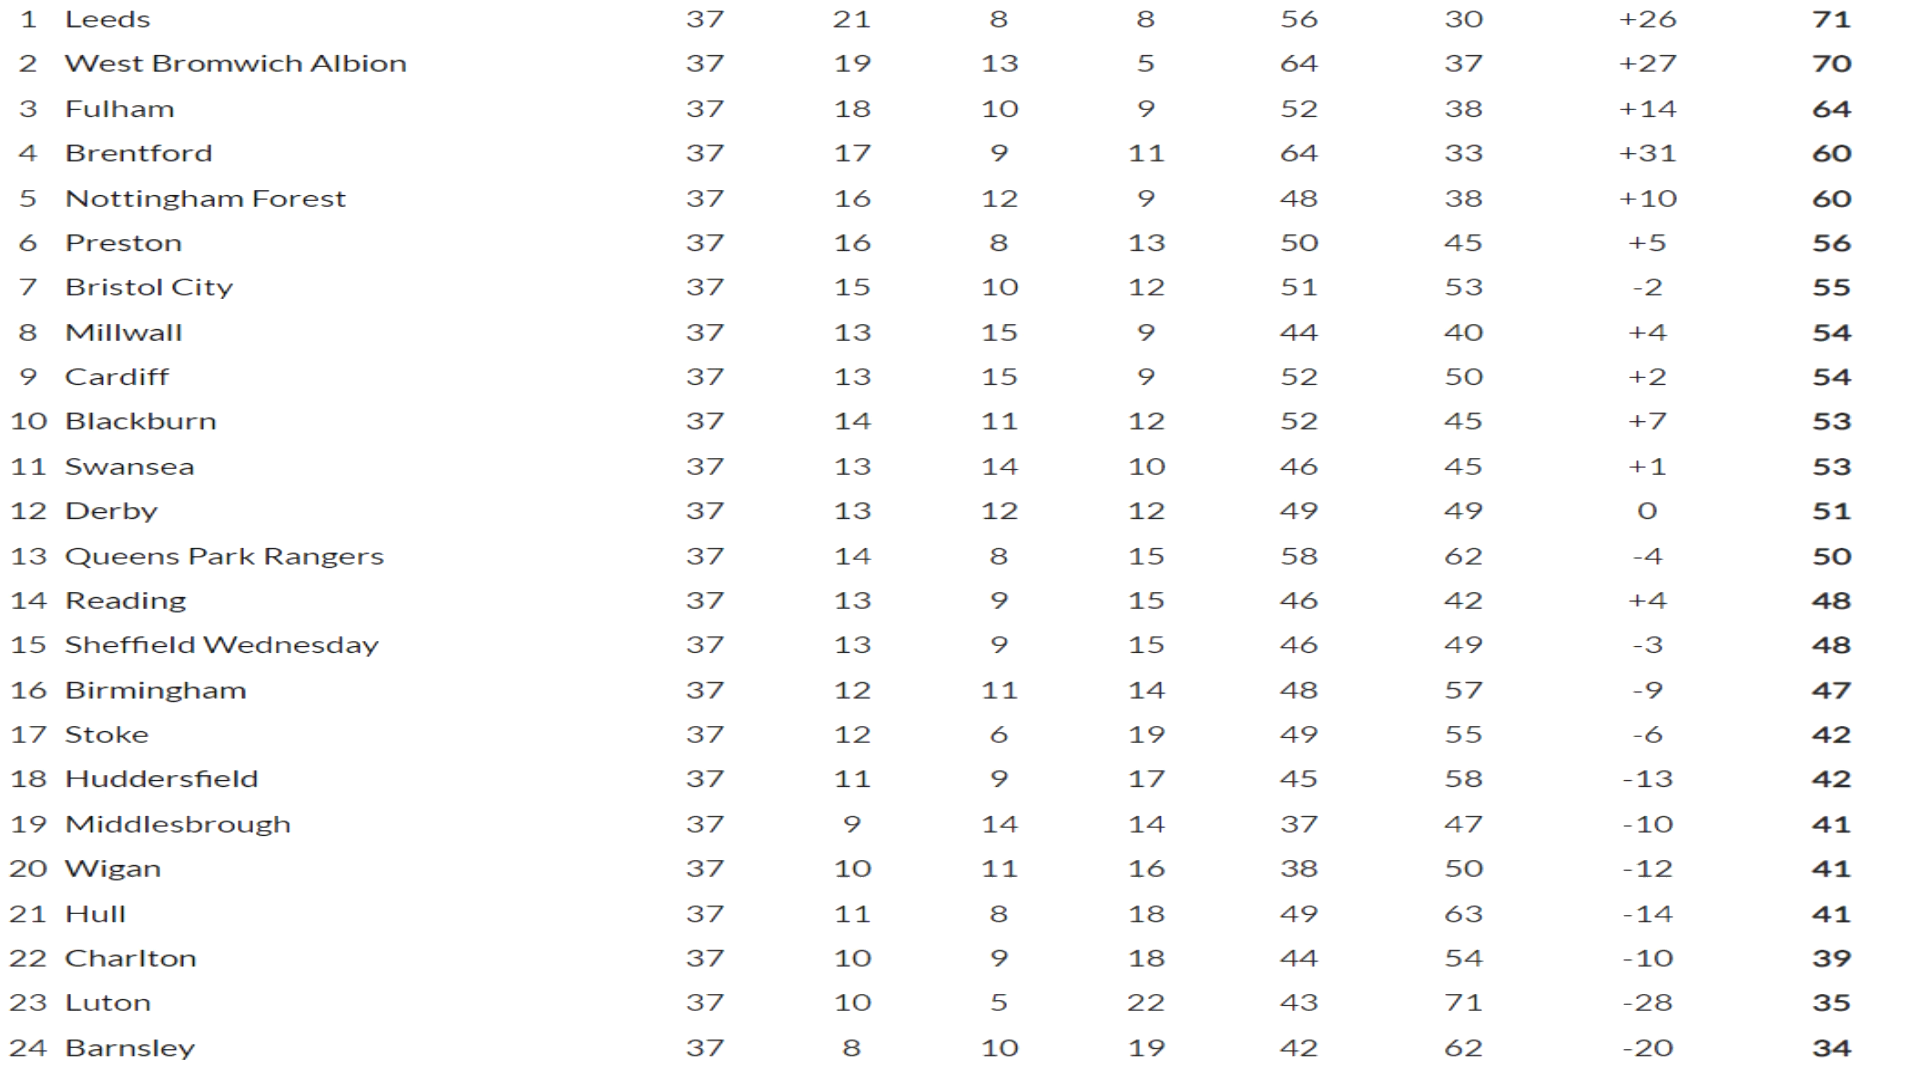 1 Leeds 37 21 8 8 56 30 +26 71
2 West Bromwich Albion 37 19 13 5 64 37 +27 70
3 Fulham 37 18 10 9 52 38 +14 64
4 Brentford 37 17 9 11 64 33 +31 60
5 Nottingham Forest 37 16 12 9 48 38 +10 60
6 Preston 37 16 8 13 50 45 +5 56
7 Bristol City 37 15 10 12 51 53 -2 55
8 Millwall 37 13 15 9 44 40 +4 54
9 Cardiff 37 13 15 9 52 50 +2 54
10 Blackburn 37 14 11 12 52 45 +7 53
11 Swansea 37 13 14 10 46 45 +1 53
12 Derby 37 13 12 12 49 49 0 51
13 Queens Park Rangers 37 14 8 15 58 62 -4 50
14 Reading 37 13 9 15 46 42 +4 48
15 Sheffield Wednesday 37 13 9 15 46 49 -3 48
16 Birmingham 37 12 11 14 48 57 -9 47
17 Stoke 37 12 6 19 49 55 -6 42
18 Huddersfield 37 11 9 17 45 58 -13 42
19 Middlesbrough 37 9 14 14 37 47 -10 41
20 Wigan 37 10 11 16 38 50 -12 41
21 Hull 37 11 8 18 49 63 -14 41
22 Charlton 37 10 9 18 44 54 -10 39
23 Luton 37 10 5 22 43 71 -28 35
24 Barnsley 37 8 10 19 42 62 -20 34